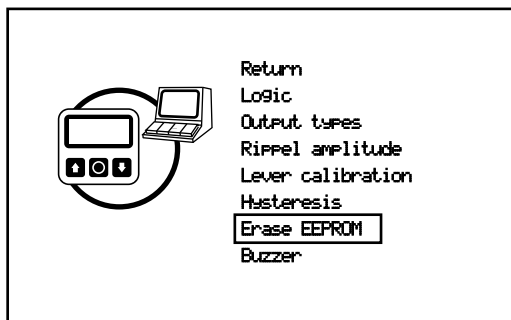 Return
Logic
Output types
Rippel amplitude
Lever calibration
Hysteresis
Erase EEPROM
Buzzer